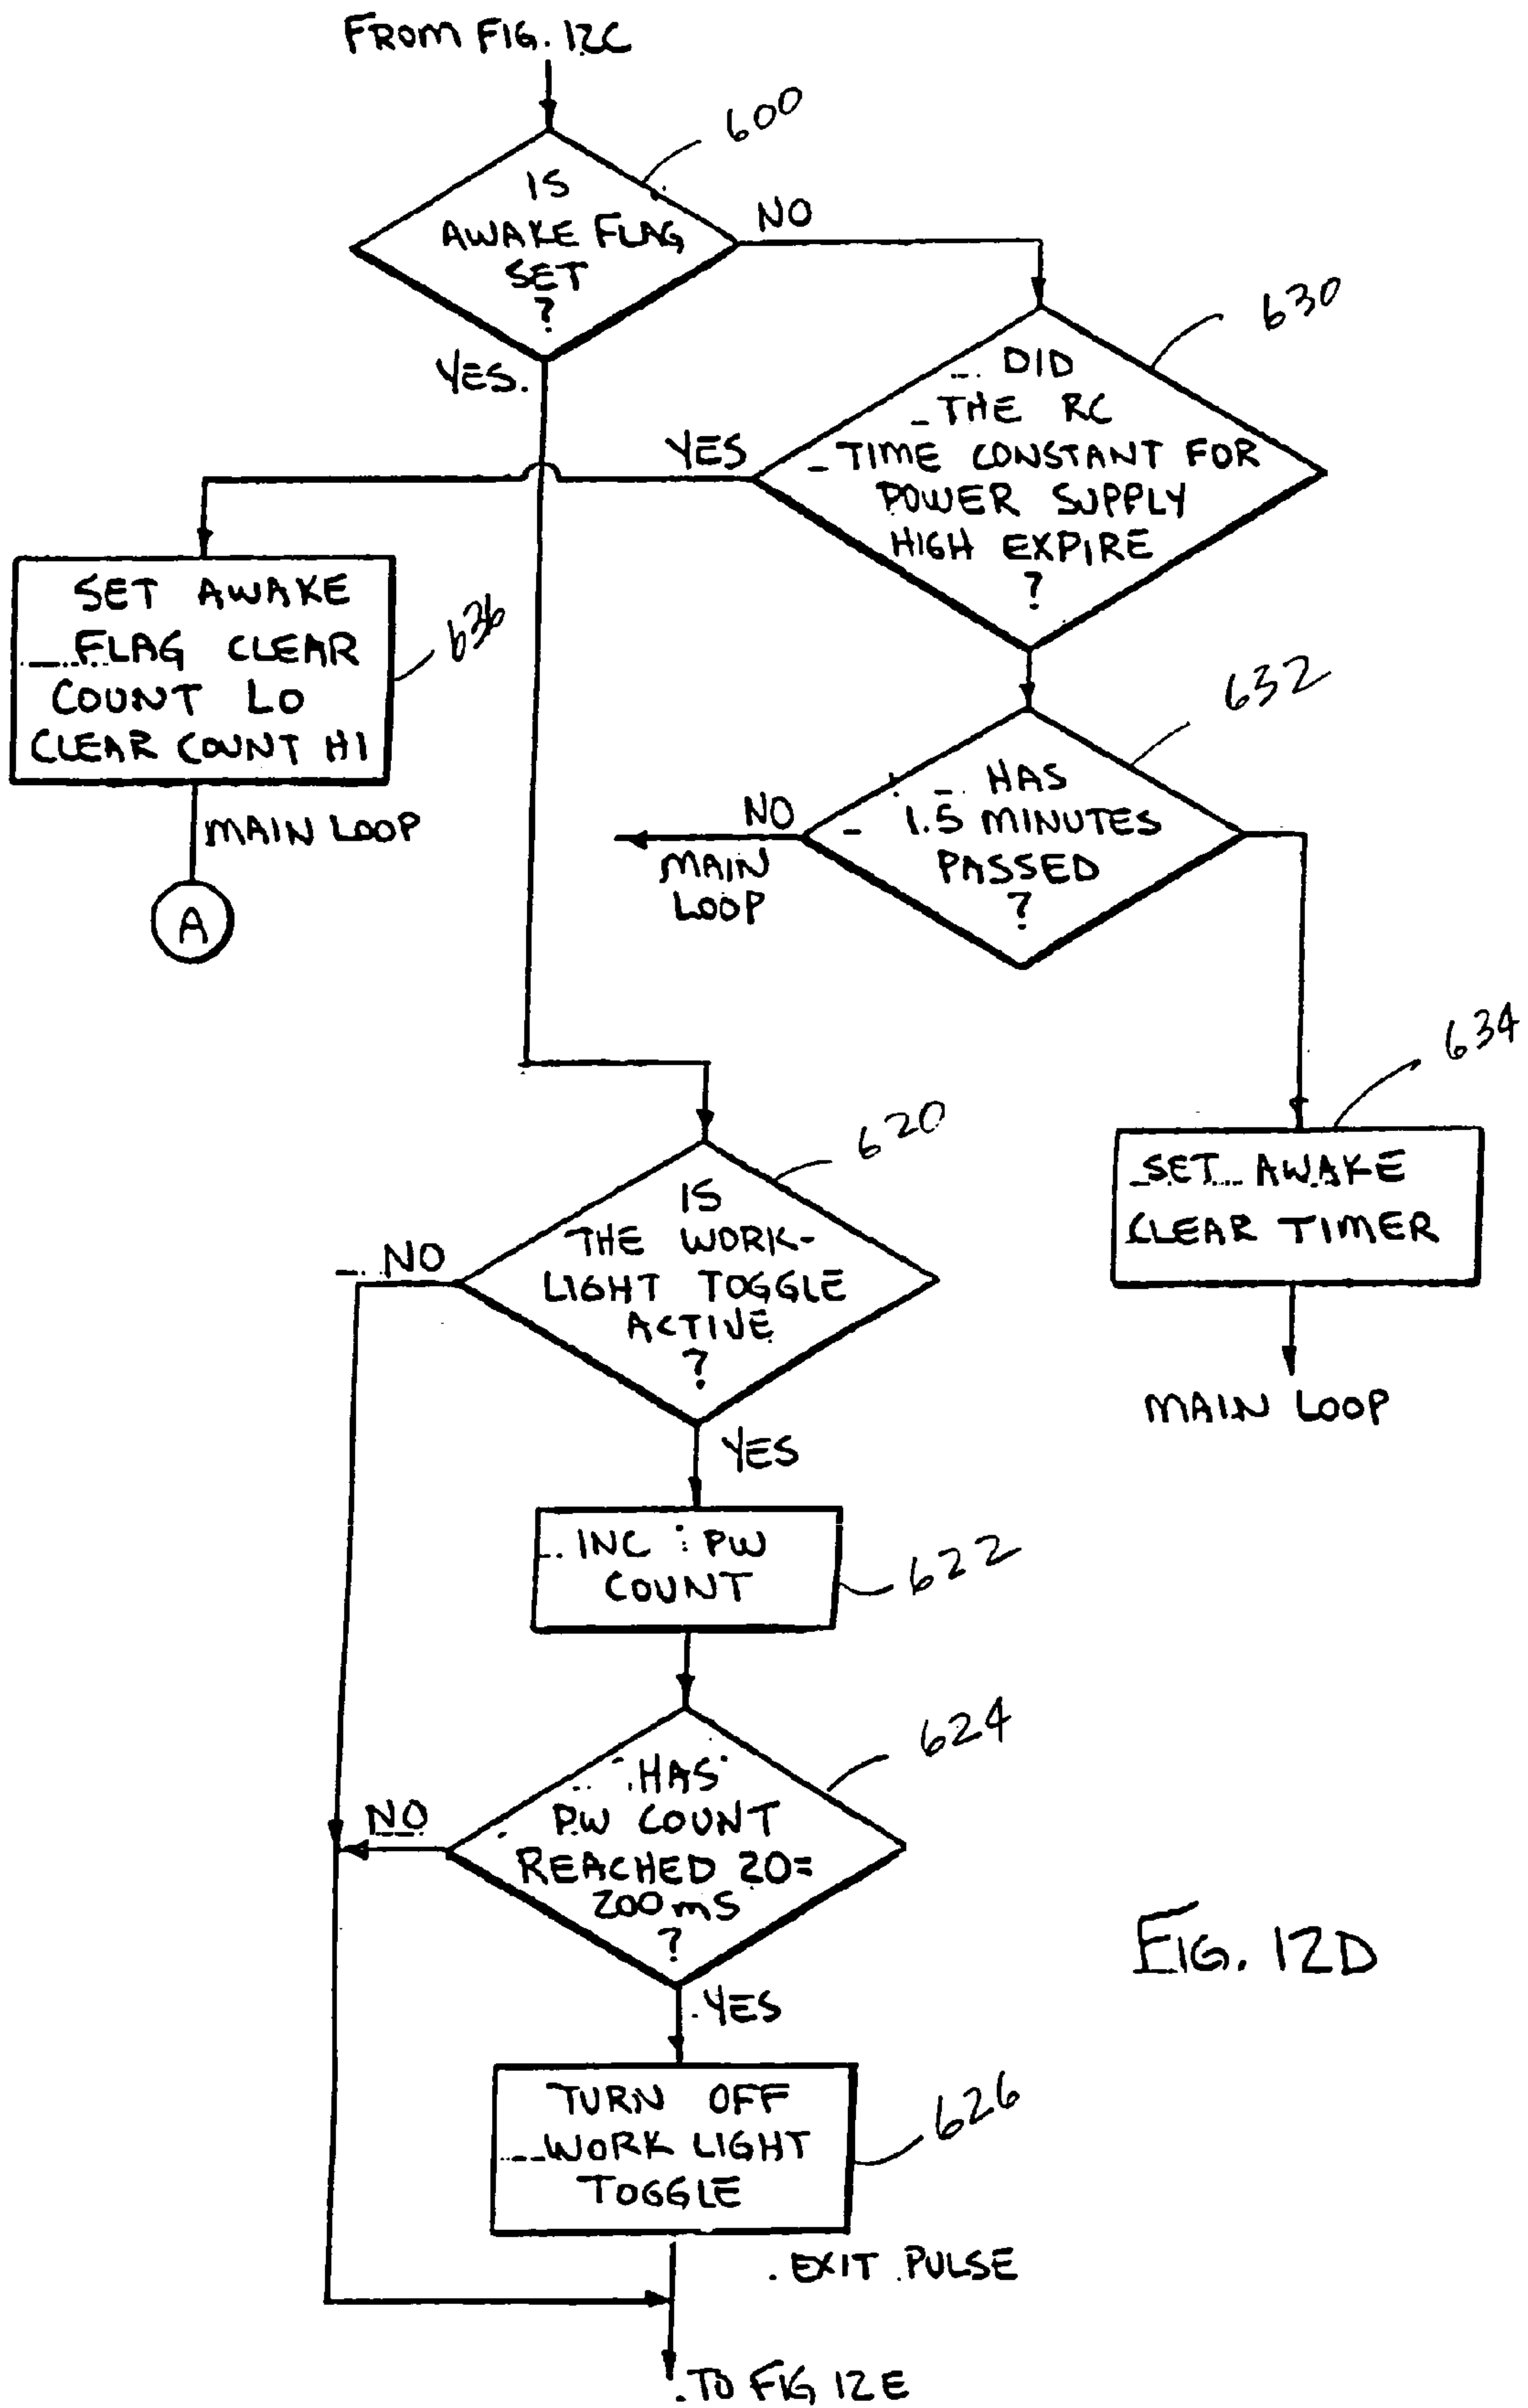 FROM FIG. 12C
600
IS
AWAKE FLAG
SET
?
NO
YES.
630
DID
THE RC
TIME CONSTANT FOR
POWER SUPPLY
HIGH EXPIRE
?
YES
SET AWAKE
FLAG CLEAR
COUNT LO
CLEAR COUNT HI
636
MAIN LOOP
A
632
HAS
1.5 MINUTES
PASSED
?
NO
MAIN
LOOP
634
SET AWAKE
CLEAR TIMER
MAIN LOOP
620
IS
THE WORK-
LIGHT TOGGLE
ACTIVE
?
NO
YES
INC : PW
COUNT
622
624
HAS
PW COUNT
REACHED 20=
200 mS
?
NO
YES
TURN OFF
WORK LIGHT
TOGGLE
626
EXIT PULSE
TO FIG 12E
FIG. 12D